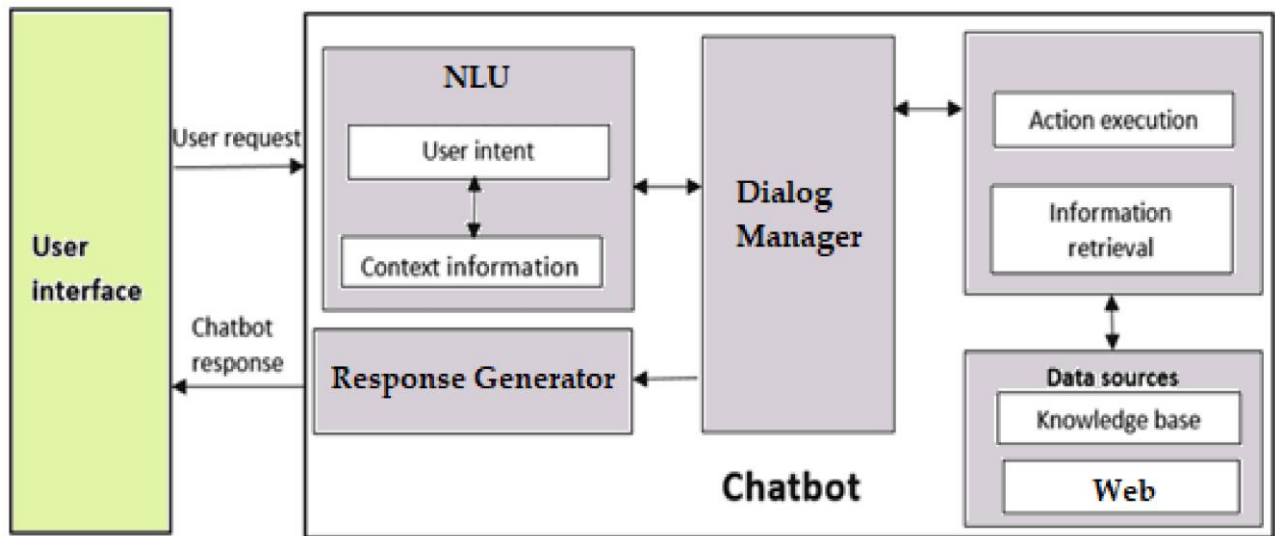 User
interface
User request
Chatbot
response
NLU
User intent
Context information
Response Generator
Dialog
Manager
Action execution
Information
retrieval
Data sources
Knowledge base
Web
Chatbot